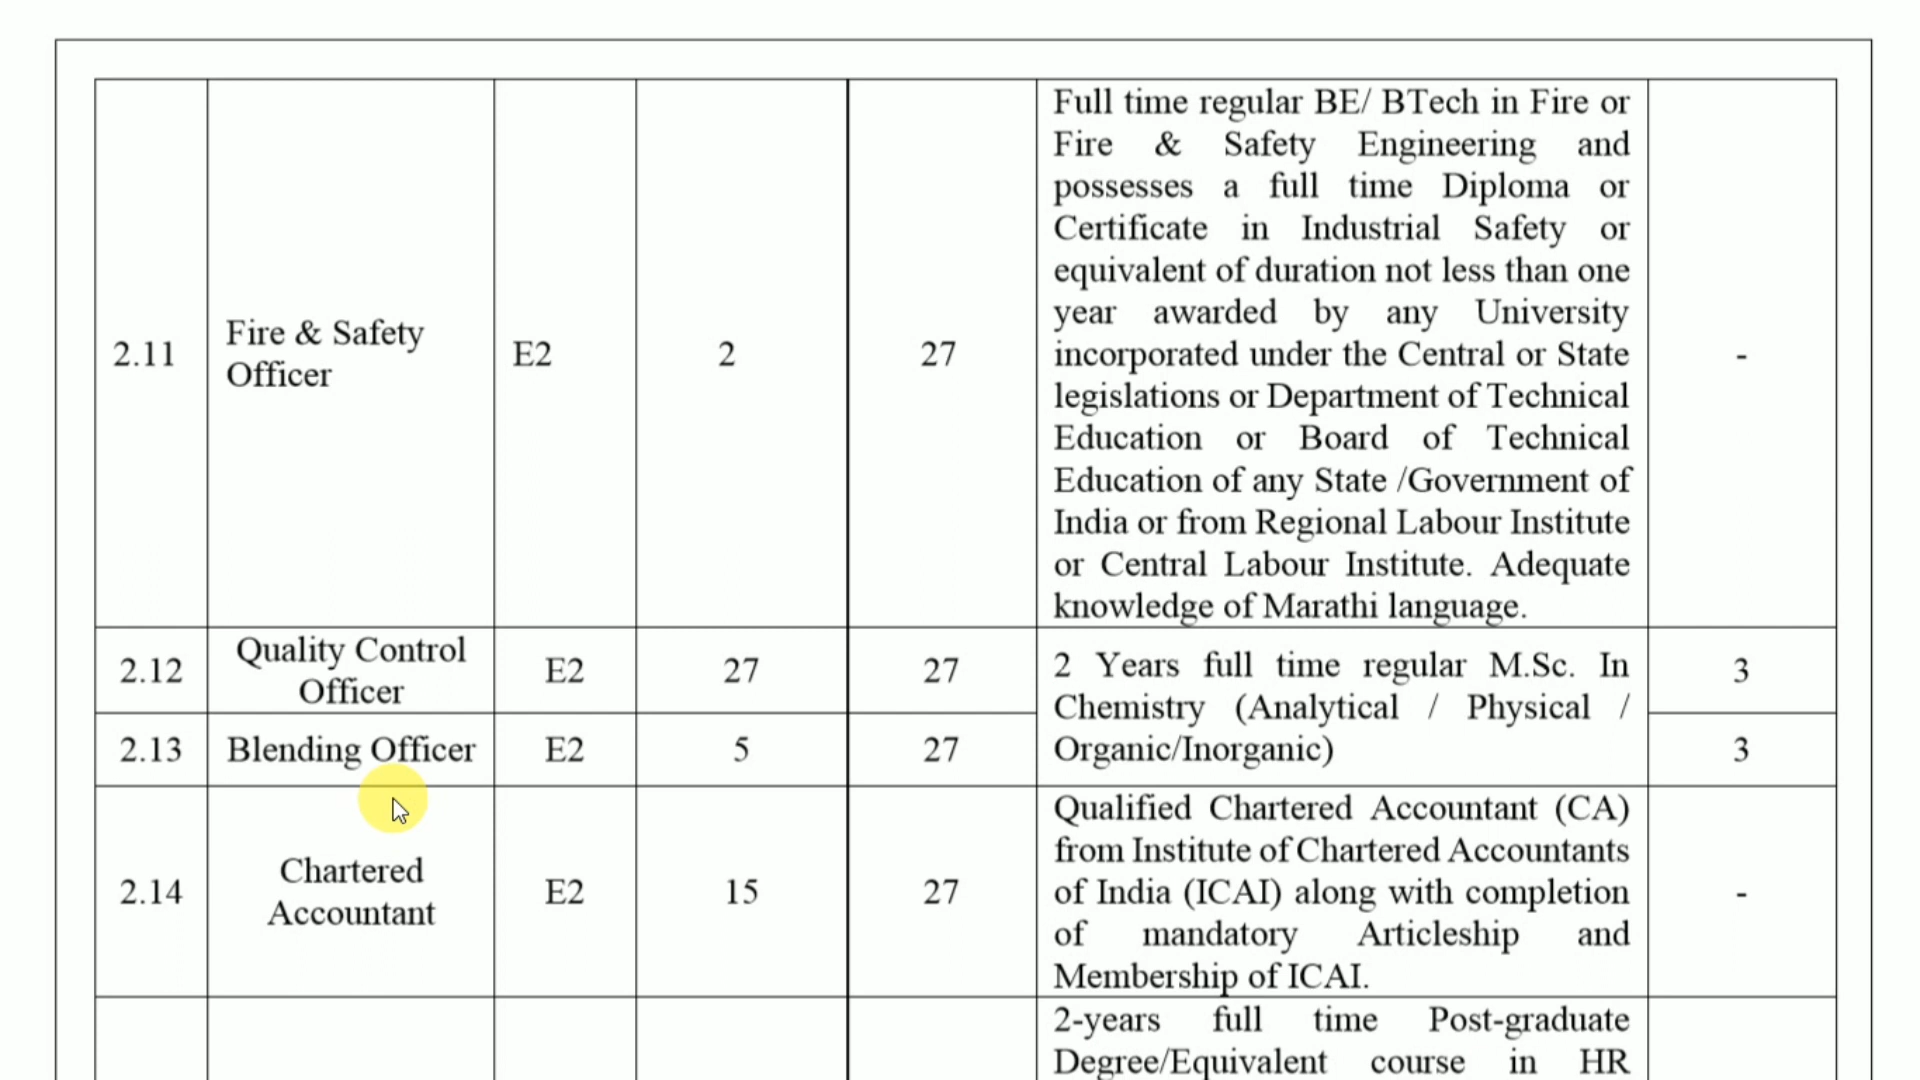 Full time regular BE/ BTech in Fire or
Fire & Safety Engineering and
possesses a full time Diploma or
Certificate in Industrial Safety or
equivalent of duration not less than one
year awarded by any University
incorporated under the Central or State
legislations or Department of Technical
Education or Board of Technical
Education of any State /Government of
India or from Regional Labour Institute
or Central Labour Institute. Adequate
knowledge of Marathi language.
2.11 Fire & Safety Officer E2 2 27 -
2.12 Quality Control Officer E2 27 27 3
2 Years full time regular M.Sc. In
Chemistry (Analytical / Physical /
Organic/Inorganic)
2.13 Blending Officer E2 5 27 3
2.14 Chartered Accountant E2 15 27 -
Qualified Chartered Accountant (CA)
from Institute of Chartered Accountants
of India (ICAI) along with completion
of mandatory Articleship and
Membership of ICAI.
2-years full time Post-graduate
Degree/Equivalent course in HR